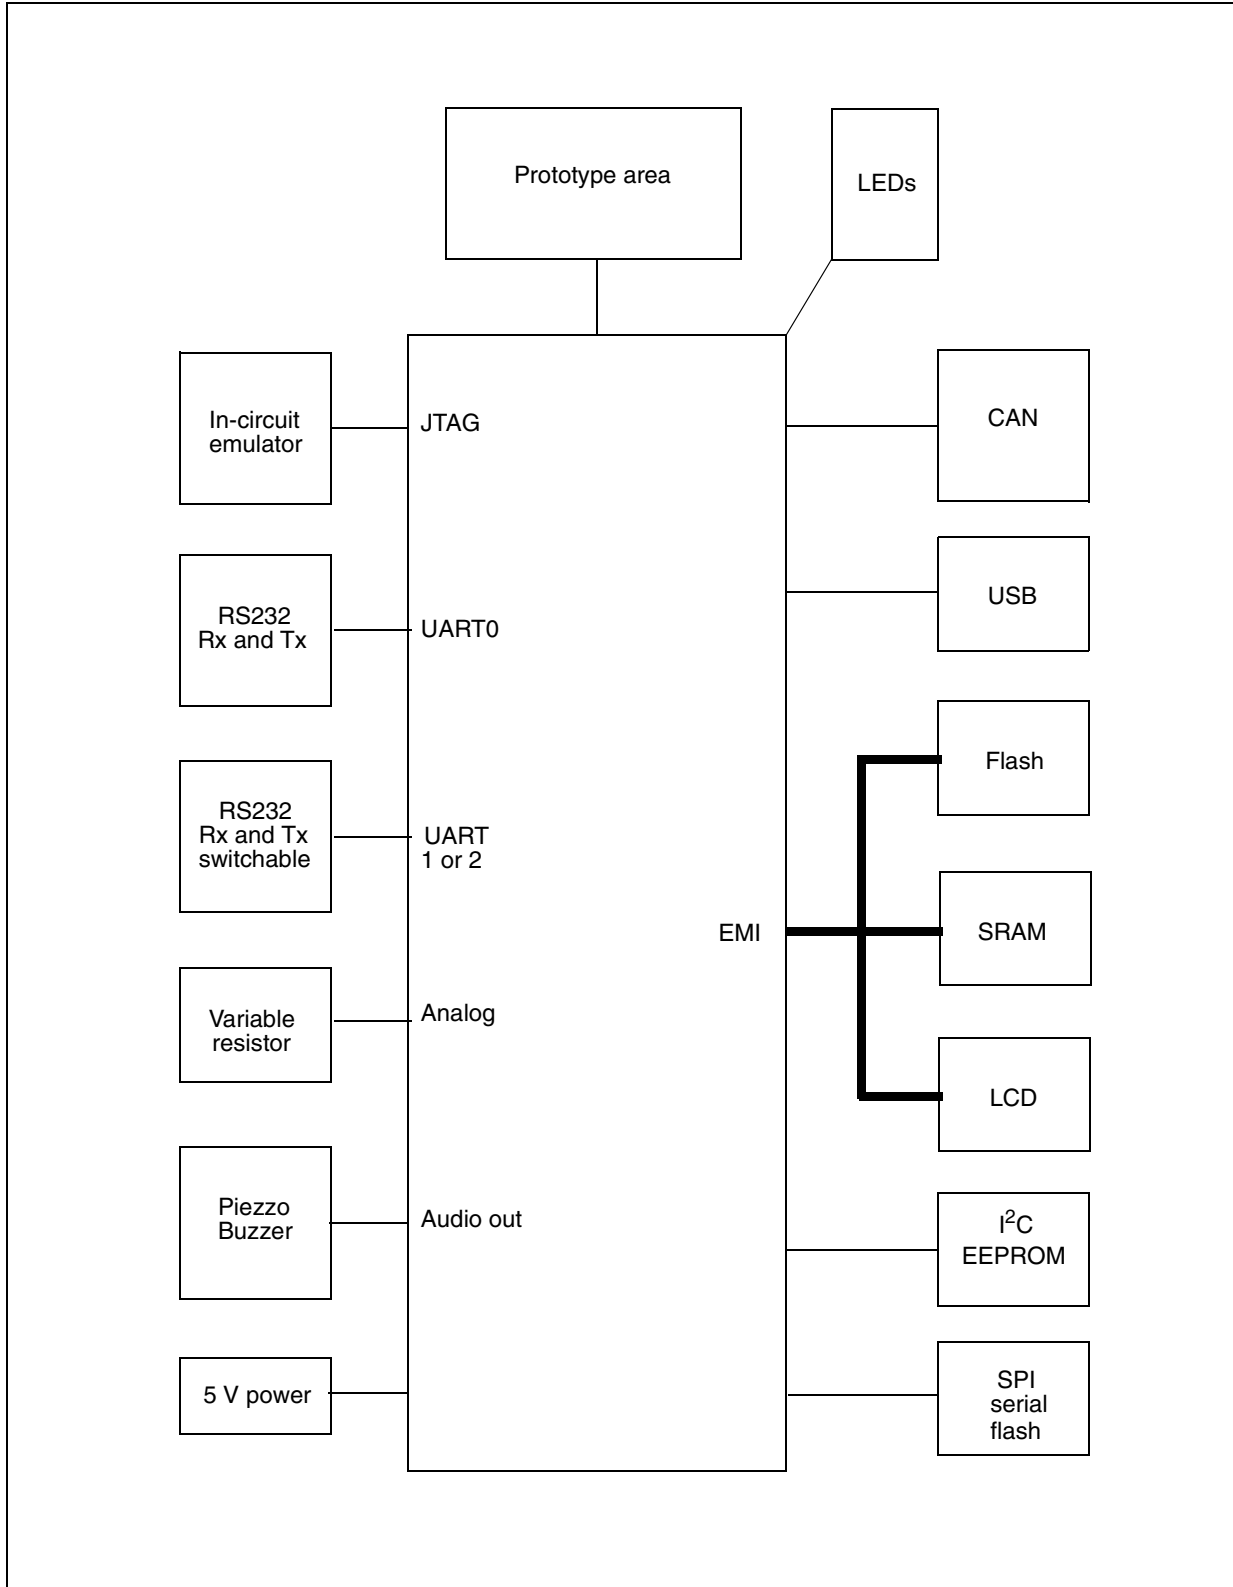 Prototype area
LEDs
In-circuit
emulator
JTAG
CAN
RS232
Rx and Tx
UART0
USB
Flash
RS232
Rx and Tx
switchable
UART
1 or 2
EMI
SRAM
Variable
resistor
Analog
LCD
Piezzo
Buzzer
Audio out
I²C
EEPROM
5 V power
SPI
serial
flash